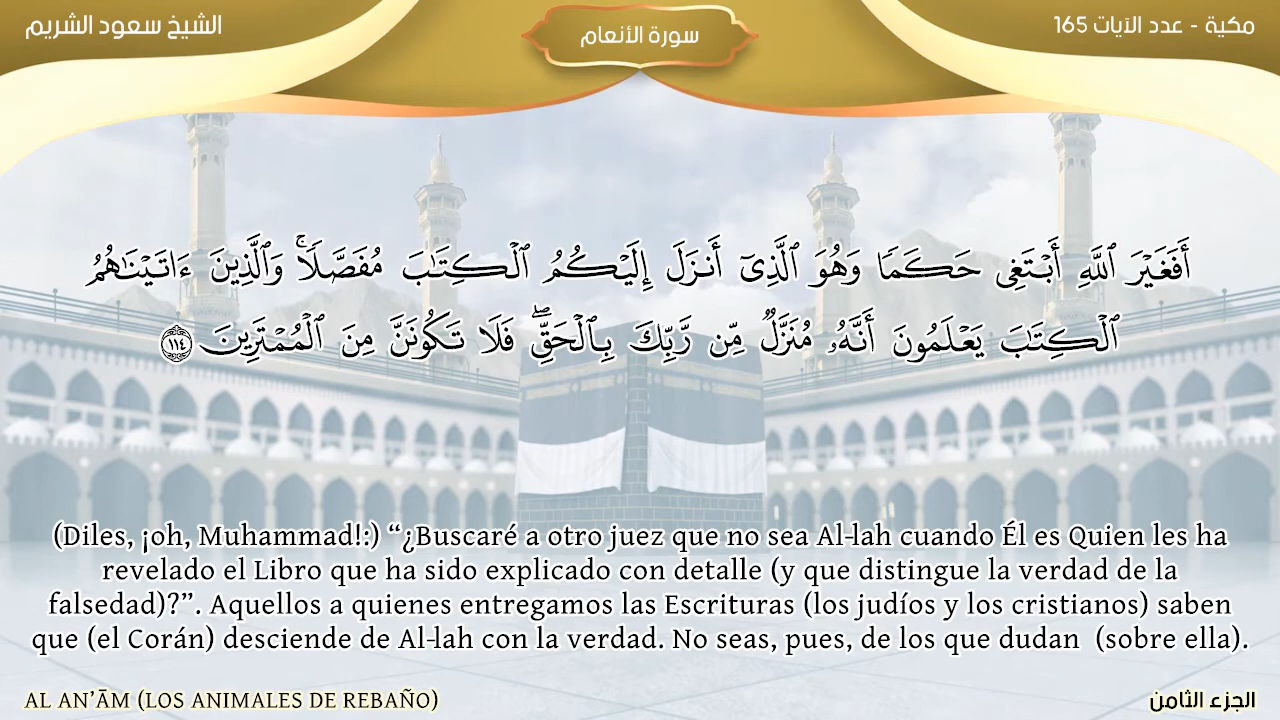 الشيخ سعود الشريم
سورة الأنعام
مكية - عدد الآيات 165
أَفَغَيْرَ ٱللَّهِ أَبْتَغِى حَكَمًا وَهُوَ ٱلَّذِىٓ أَنزَلَ إِلَيْكُمُ ٱلْكِتَٰبَ مُفَصَّلًا ۚ وَٱلَّذِينَ ءَاتَيْنَٰهُمُ
ٱلْكِتَٰبَ يَعْلَمُونَ أَنَّهُۥ مُنَزَّلٌ مِّن رَّبِّكَ بِٱلْحَقِّ ۖ فَلَا تَكُونَنَّ مِنَ ٱلْمُمْتَرِينَ ١١٤
(Diles, ¡oh, Muhammad!:) “¿Buscaré a otro juez que no sea Al-lah cuando Él es Quien les ha
revelado el Libro que ha sido explicado con detalle (y que distingue la verdad de la
falsedad)?”. Aquellos a quienes entregamos las Escrituras (los judíos y los cristianos) saben
que (el Corán) desciende de Al-lah con la verdad. No seas, pues, de los que dudan (sobre ella).
AL AN’ĀM (LOS ANIMALES DE REBAÑO)
الجزء الثامن